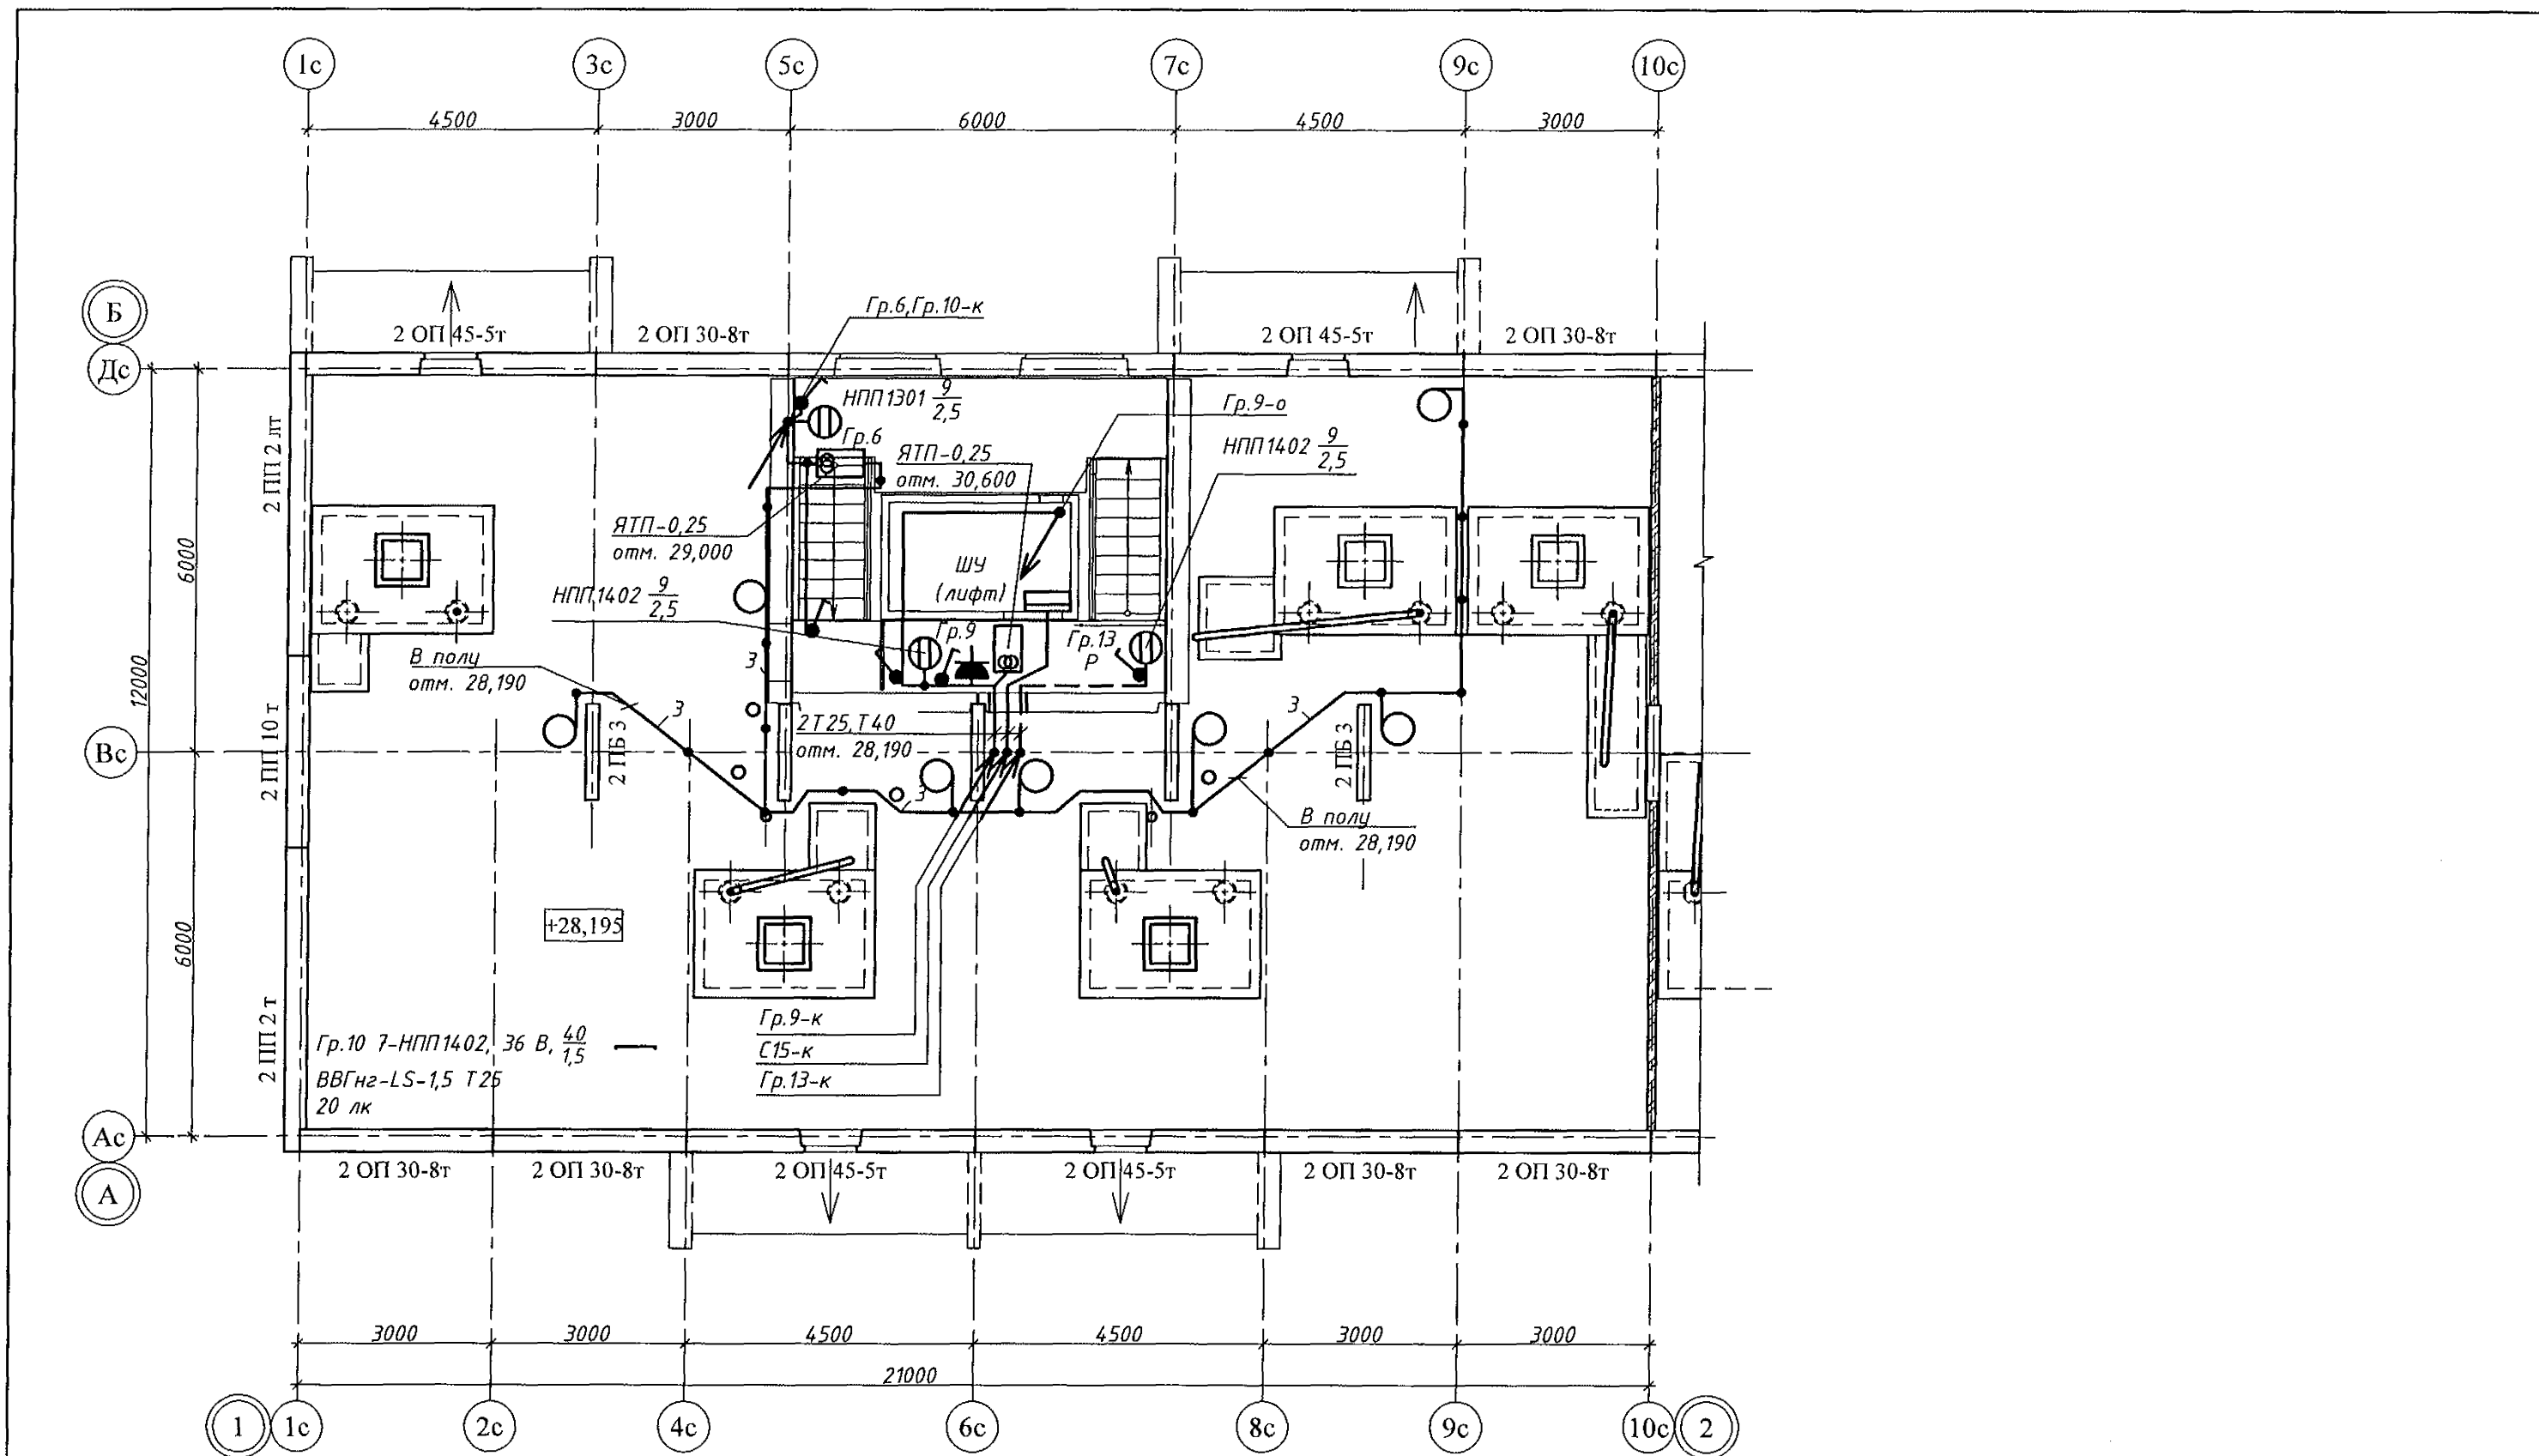 1с 3с 5с 7с 9с 10с
4500 3000 6000 4500 3000
Б
Дс
Вс
Ас
А
12000
6000
6000
2 ОП 45-5т
2 ОП 30-8т
2 ОП 45-5т
2 ОП 30-8т
Гр.6,Гр.10-к
НПП1301 9/2,5
Гр.6
ЯТП-0,25
отм. 30,600
Гр.9-о
НПП1402 9/2,5
ЯТП-0,25
отм. 29,000
НПП1402 9/2,5
ШУ
(лифт)
Гр.9
Гр.13
Р
2 ПП 2 лт
2 ПП 10 т
2 ПП 2 т
В полу
отм. 28,190
3
3
2 ПБ 3
2Т25,Т40
отм. 28,190
3
3
2 ПБ 3
В полу
отм. 28,190
+28,195
Гр.9-к
С15-к
Гр.13-к
Гр.10 7-НПП1402, 36 В, 40/1,5
ВВГнг-LS-1,5 Т25
20 лк
2 ОП 30-8т
2 ОП 30-8т
2 ОП 45-5т
2 ОП 45-5т
2 ОП 30-8т
2 ОП 30-8т
3000 3000 4500 4500 3000 3000
21000
1 1с 2с 4с 6с 8с 9с 10с 2